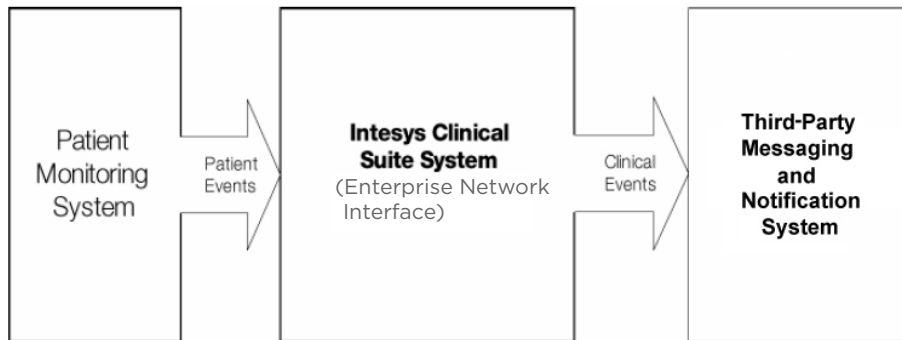 Patient
Monitoring
System
Patient
Events
Intesys Clinical
Suite System
(Enterprise Network
Interface)
Clinical
Events
Third-Party
Messaging
and
Notification
System